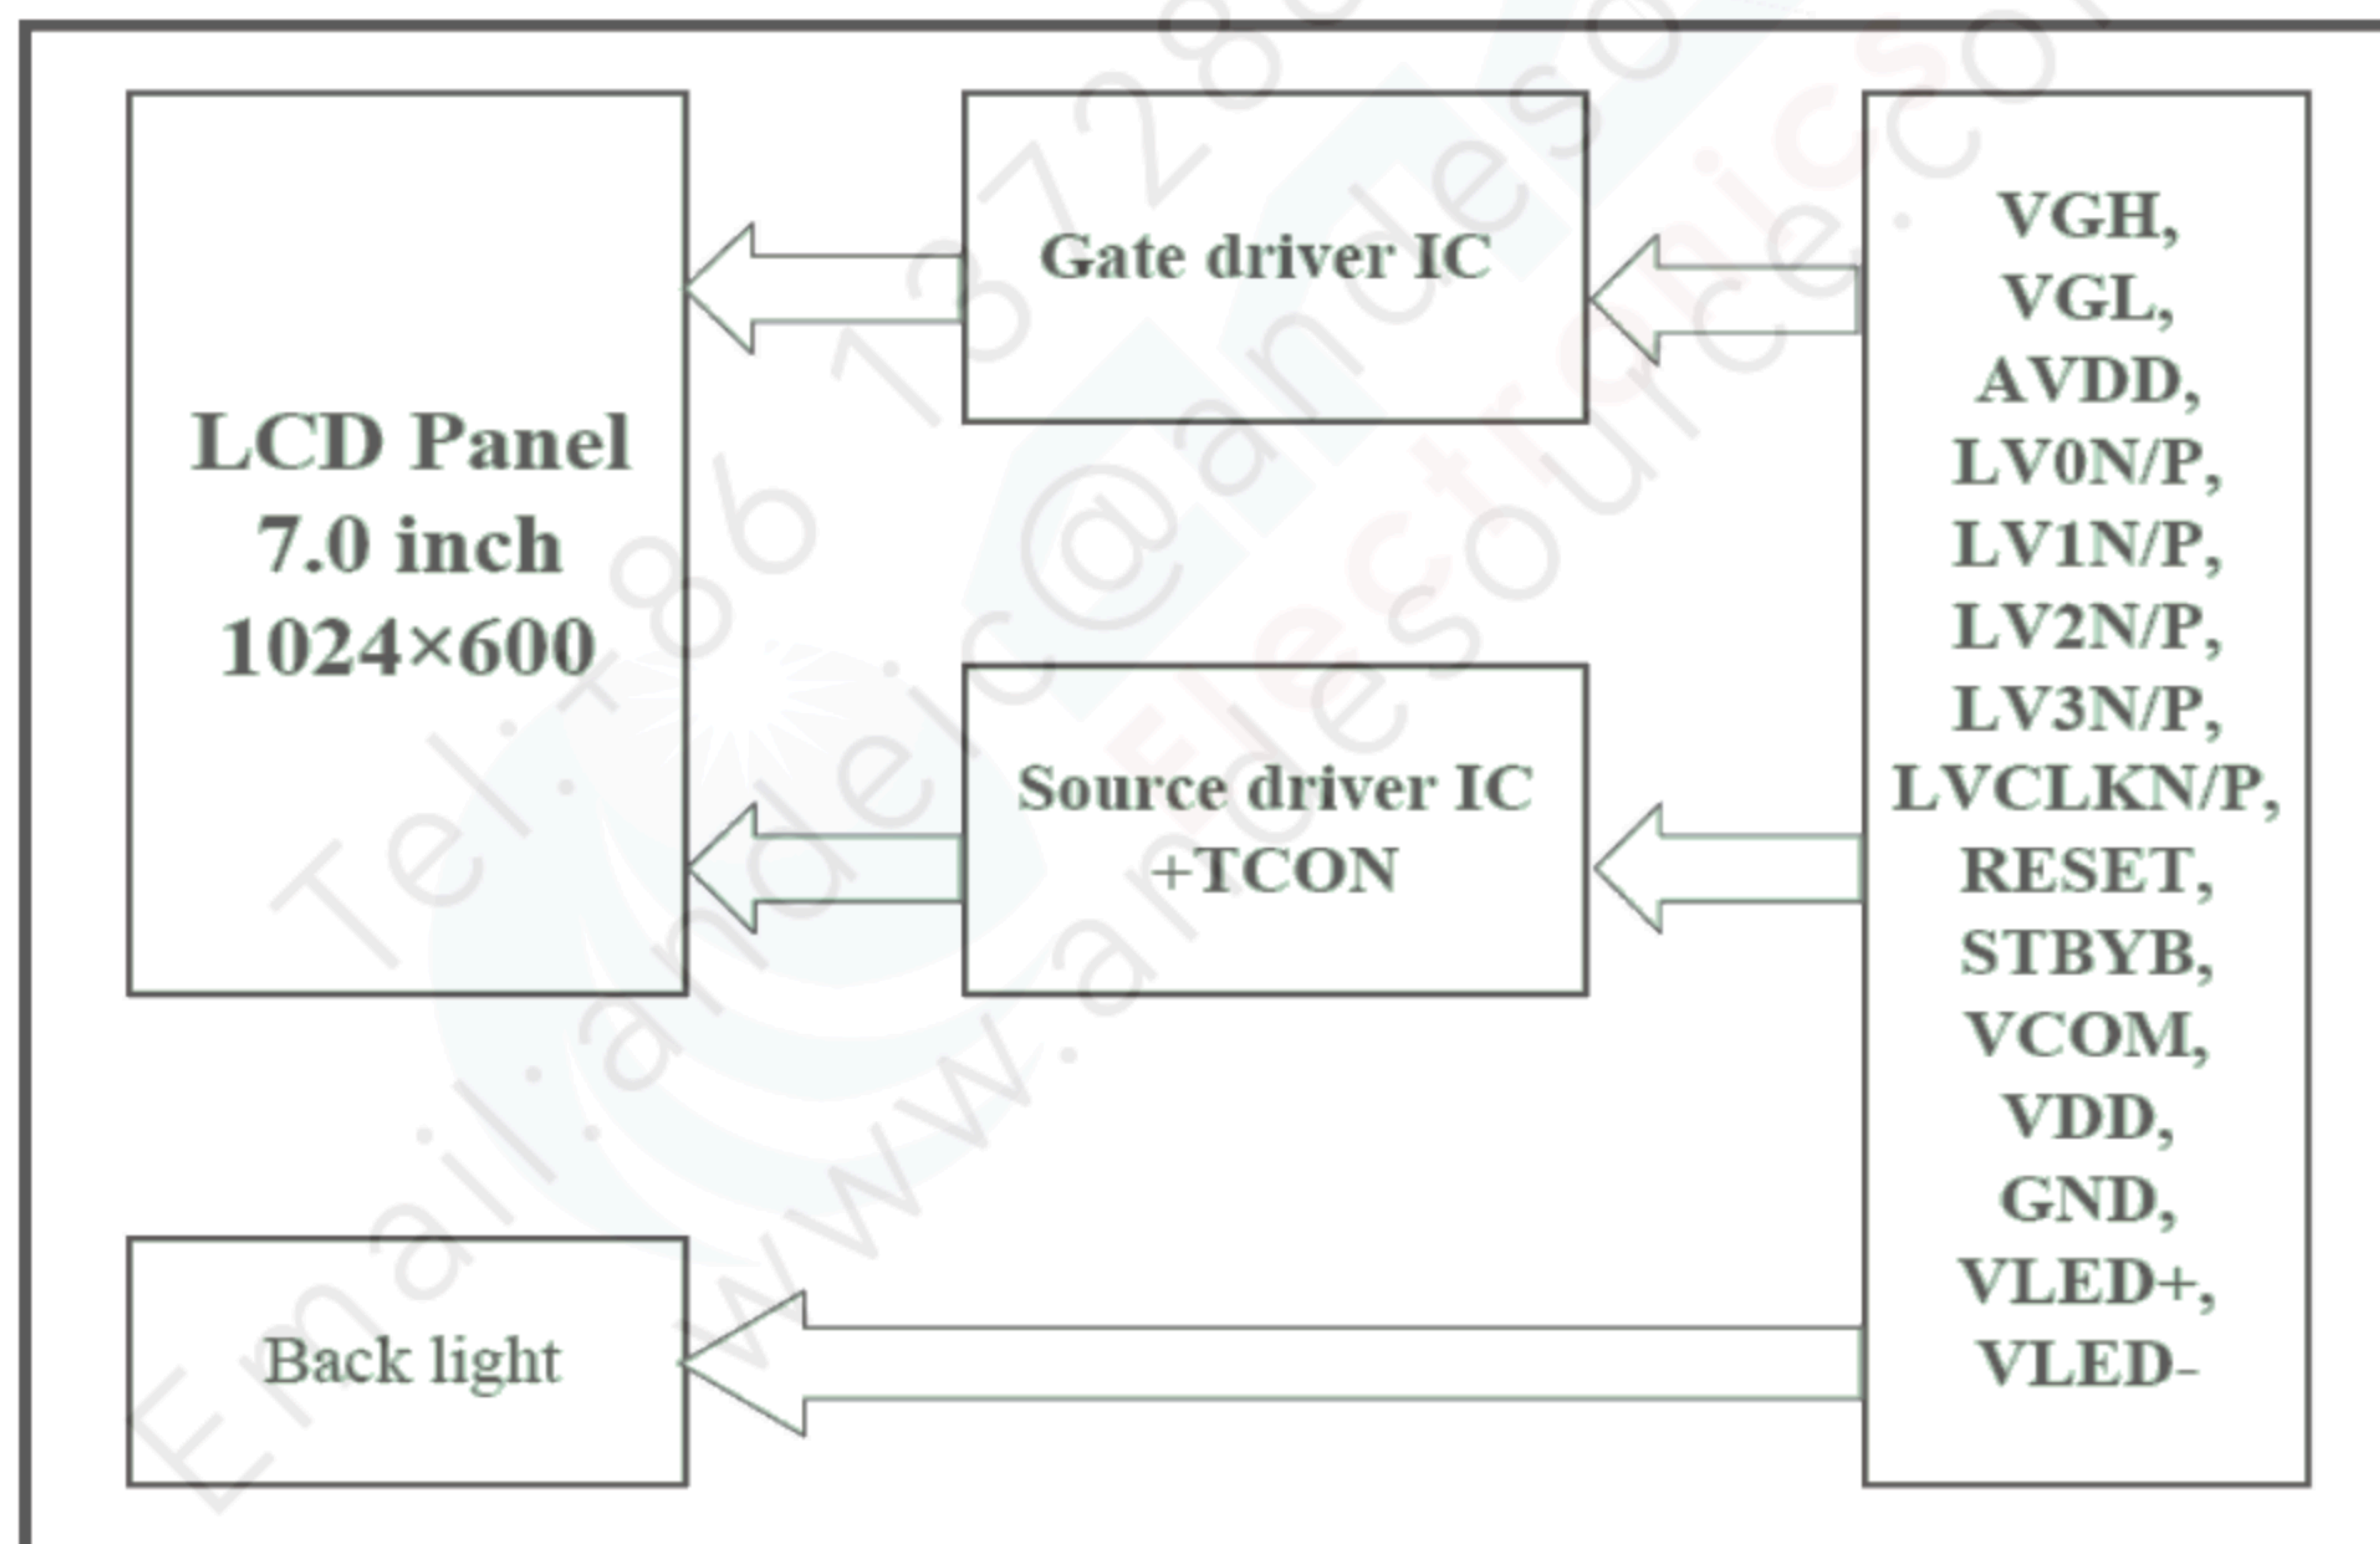 LCD Panel
7.0 inch
1024×600
Gate driver IC
Source driver IC
+TCON
Back light
VGH,
VGL,
AVDD,
LV0N/P,
LV1N/P,
LV2N/P,
LV3N/P,
LVCLKN/P,
RESET,
STBYB,
VCOM,
VDD,
GND,
VLED+,
VLED-
Electronics